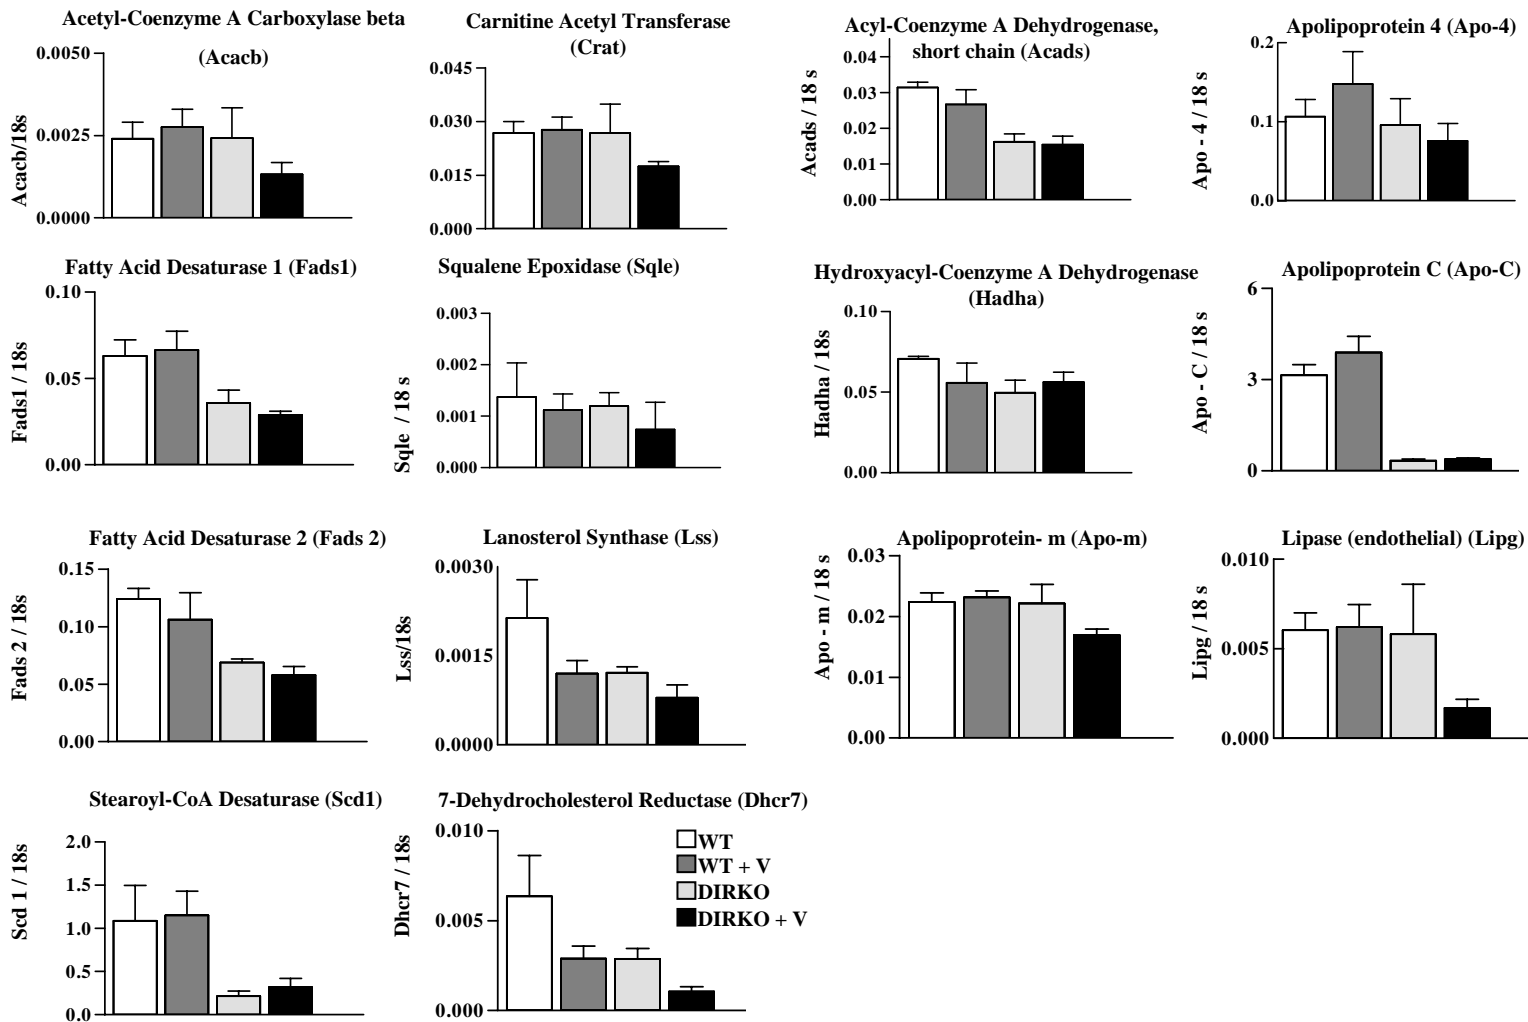 Acetyl-Coenzyme A Carboxylase beta
(Acacb)
Acacb/18s
0.0050
0.0025
0.0000
Carnitine Acetyl Transferase
(Crat)
0.045
0.030
0.015
0.000
Acyl-Coenzyme A Dehydrogenase,
short chain (Acads)
Acads / 18 s
0.04
0.03
0.02
0.01
0.00
Apolipoprotein 4 (Apo-4)
Apo - 4 / 18 s
0.2
0.1
0.0
Fatty Acid Desaturase 1 (Fads1)
Fads1 / 18s
0.10
0.05
0.00
Squalene Epoxidase (Sqle)
Sqle / 18 s
0.003
0.002
0.001
0.000
Hydroxyacyl-Coenzyme A Dehydrogenase
(Hadha)
Hadha / 18s
0.10
0.05
0.00
Apolipoprotein C (Apo-C)
Apo - C / 18 s
6
3
0
Fatty Acid Desaturase 2 (Fads 2)
Fads 2 / 18s
0.15
0.10
0.05
0.00
Lanosterol Synthase (Lss)
Lss/18s
0.0030
0.0015
0.0000
Apolipoprotein- m (Apo-m)
Apo - m / 18 s
0.03
0.02
0.01
0.00
Lipase (endothelial) (Lipg)
Lipg / 18 s
0.010
0.005
0.000
Stearoyl-CoA Desaturase (Scd1)
Scd 1 / 18s
2.0
1.5
1.0
0.5
0.0
7-Dehydrocholesterol Reductase (Dhcr7)
Dhcr7 / 18s
0.010
0.005
0.000
WT
WT + V
DIRKO
DIRKO + V